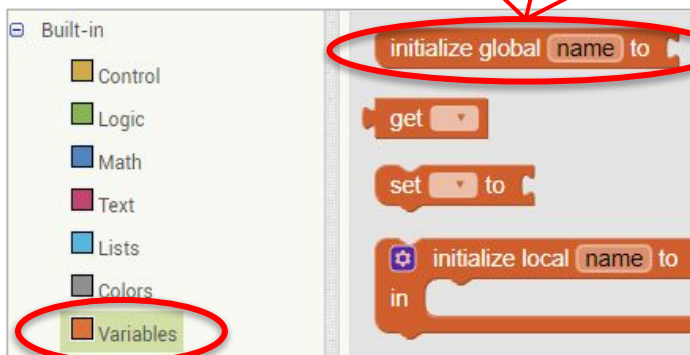 Built-in
Control
Logic
Math
Text
Lists
Colors
Variables
initialize global name to
get
set to
initialize local name to
in